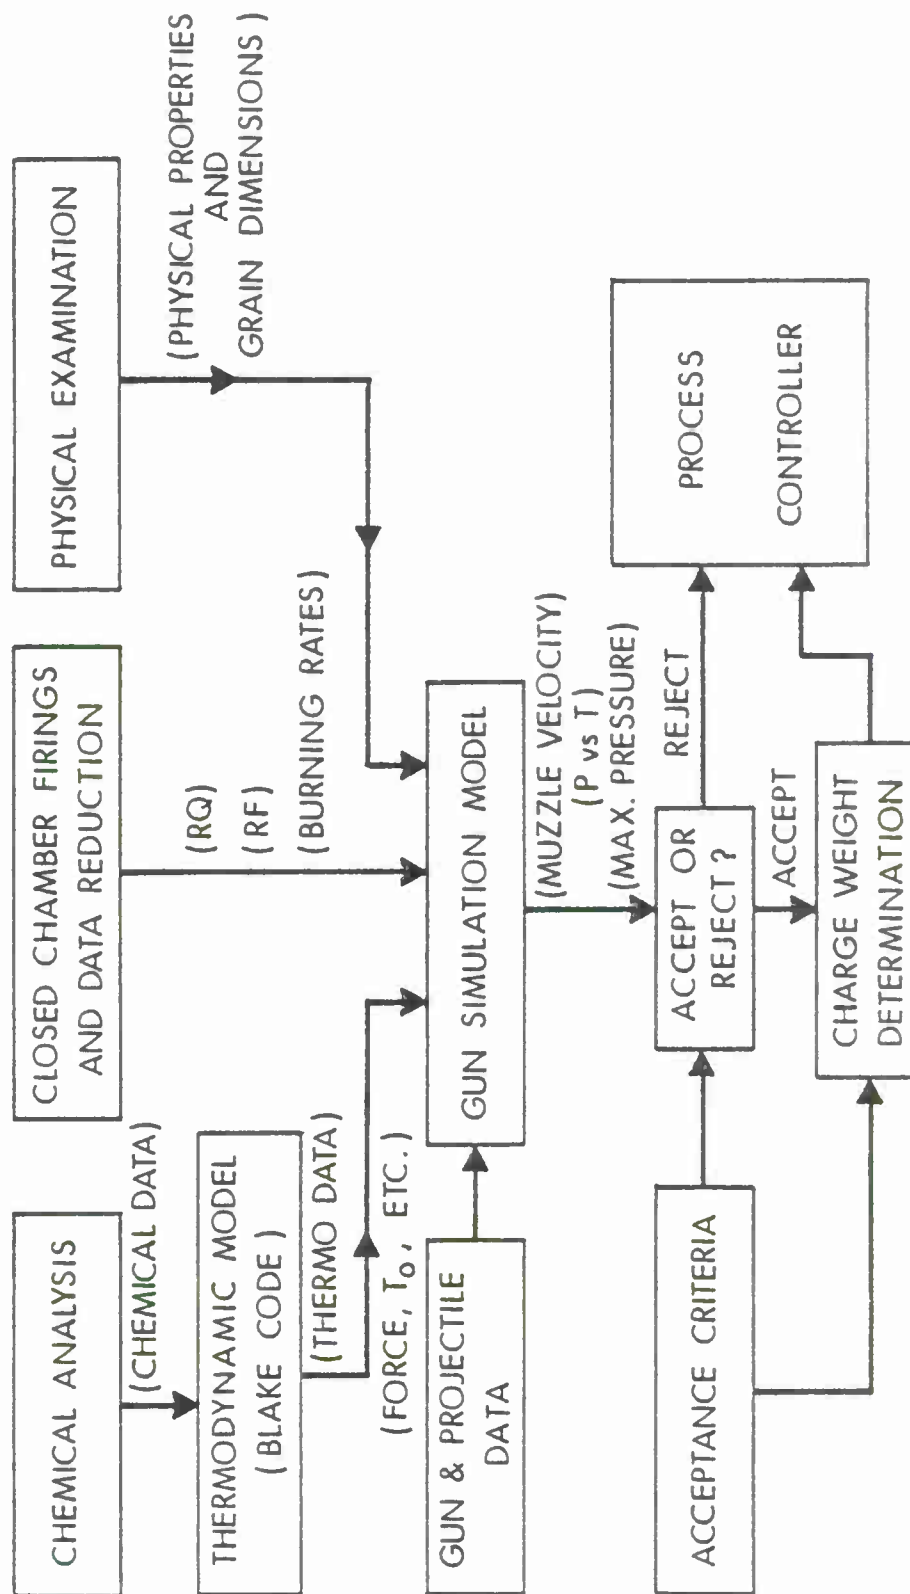 CHEMICAL ANALYSIS
(CHEMICAL DATA)
THERMODYNAMIC MODEL
(BLAKE CODE)
(THERMO DATA)
(FORCE, To, ETC.)
CLOSED CHAMBER FIRINGS
AND DATA REDUCTION
(RQ)
(RF)
(BURNING RATES)
PHYSICAL EXAMINATION
(PHYSICAL PROPERTIES
AND
GRAIN DIMENSIONS)
GUN & PROJECTILE
DATA
GUN SIMULATION MODEL
(MUZZLE VELOCITY)
(P vs T)
(MAX. PRESSURE)
ACCEPTANCE CRITERIA
ACCEPT OR
REJECT?
REJECT
ACCEPT
CHARGE WEIGHT
DETERMINATION
PROCESS
CONTROLLER